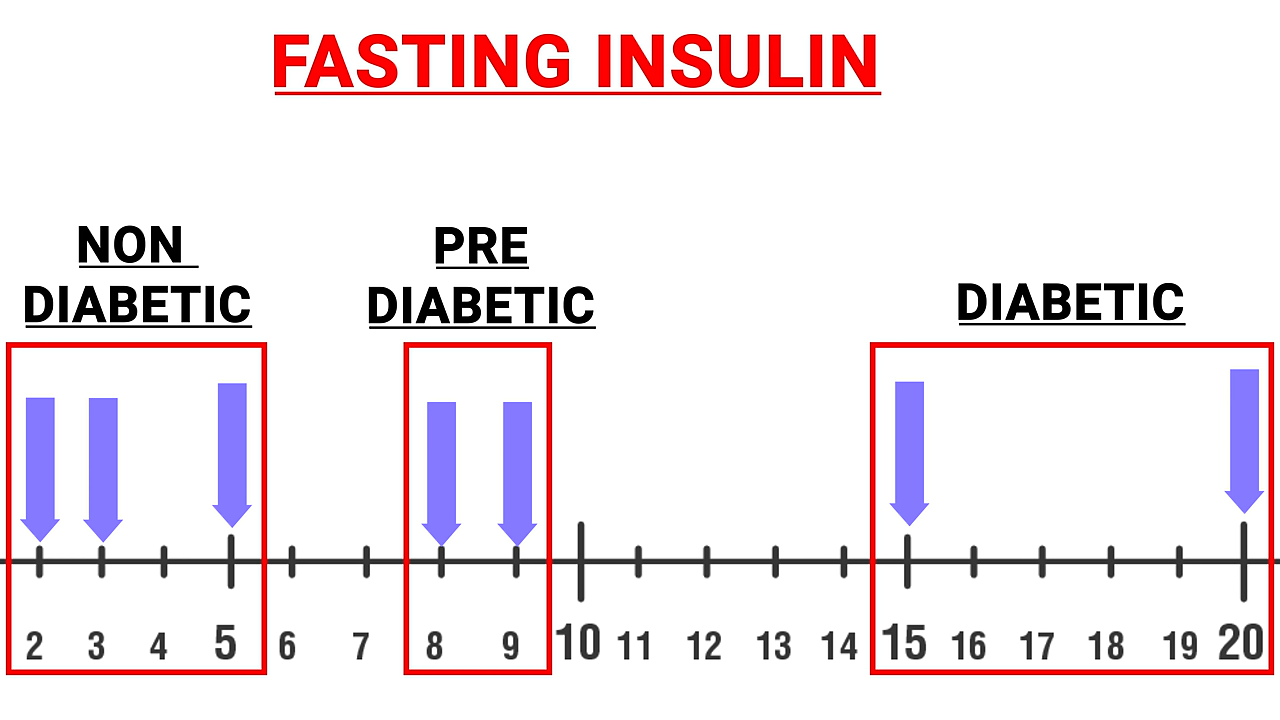 FASTING INSULIN
NON
DIABETIC
PRE
DIABETIC
DIABETIC
2 3 4 5 6 7 8 9 10 11 12 13 14 15 16 17 18 19 20